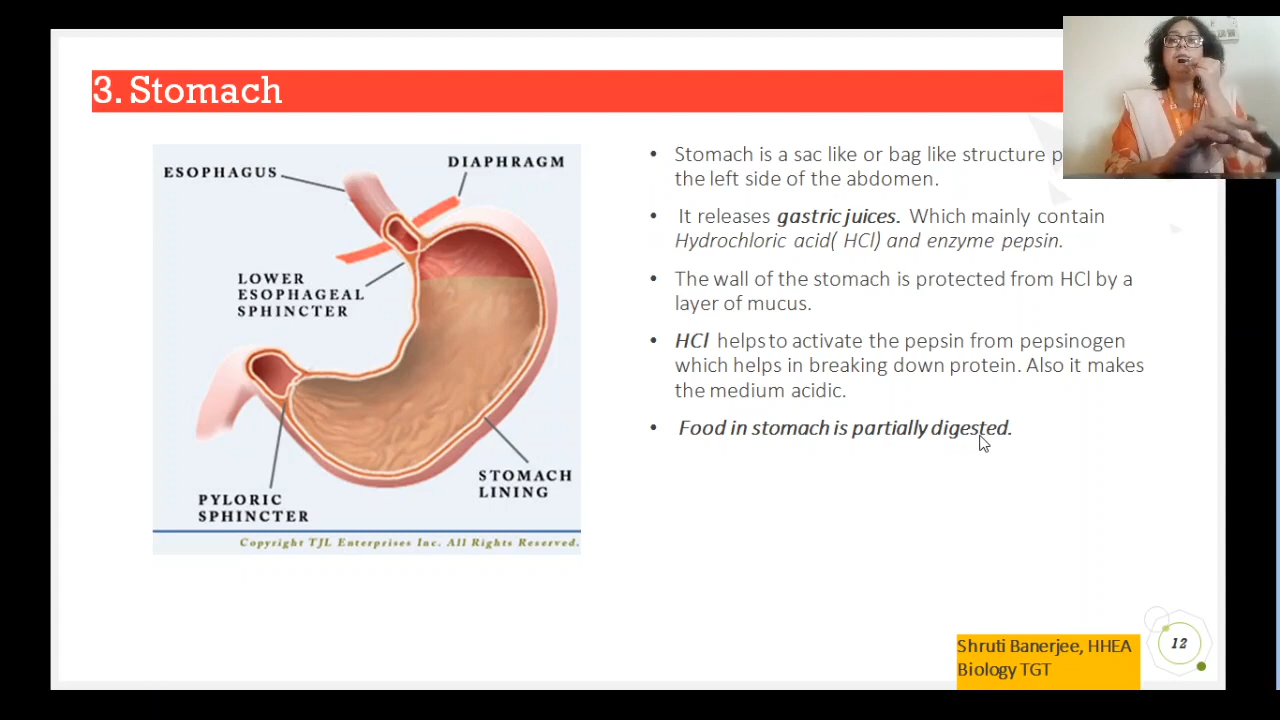 3. Stomach
ESOPHAGUS
DIAPHRAGM
LOWER
ESOPHAGEAL
SPHINCTER
STOMACH
LINING
PYLORIC
SPHINCTER
Copyright TJL Enterprises Inc. All Rights Reserved.
• Stomach is a sac like or bag like structure
the left side of the abdomen.
• It releases gastric juices. Which mainly contain
Hydrochloric acid( HCl) and enzyme pepsin.
• The wall of the stomach is protected from HCl by a
layer of mucus.
• HCl helps to activate the pepsin from pepsinogen
which helps in breaking down protein. Also it makes
the medium acidic.
• Food in stomach is partially digested.
Shruti Banerjee, HHEA
Biology TGT
12